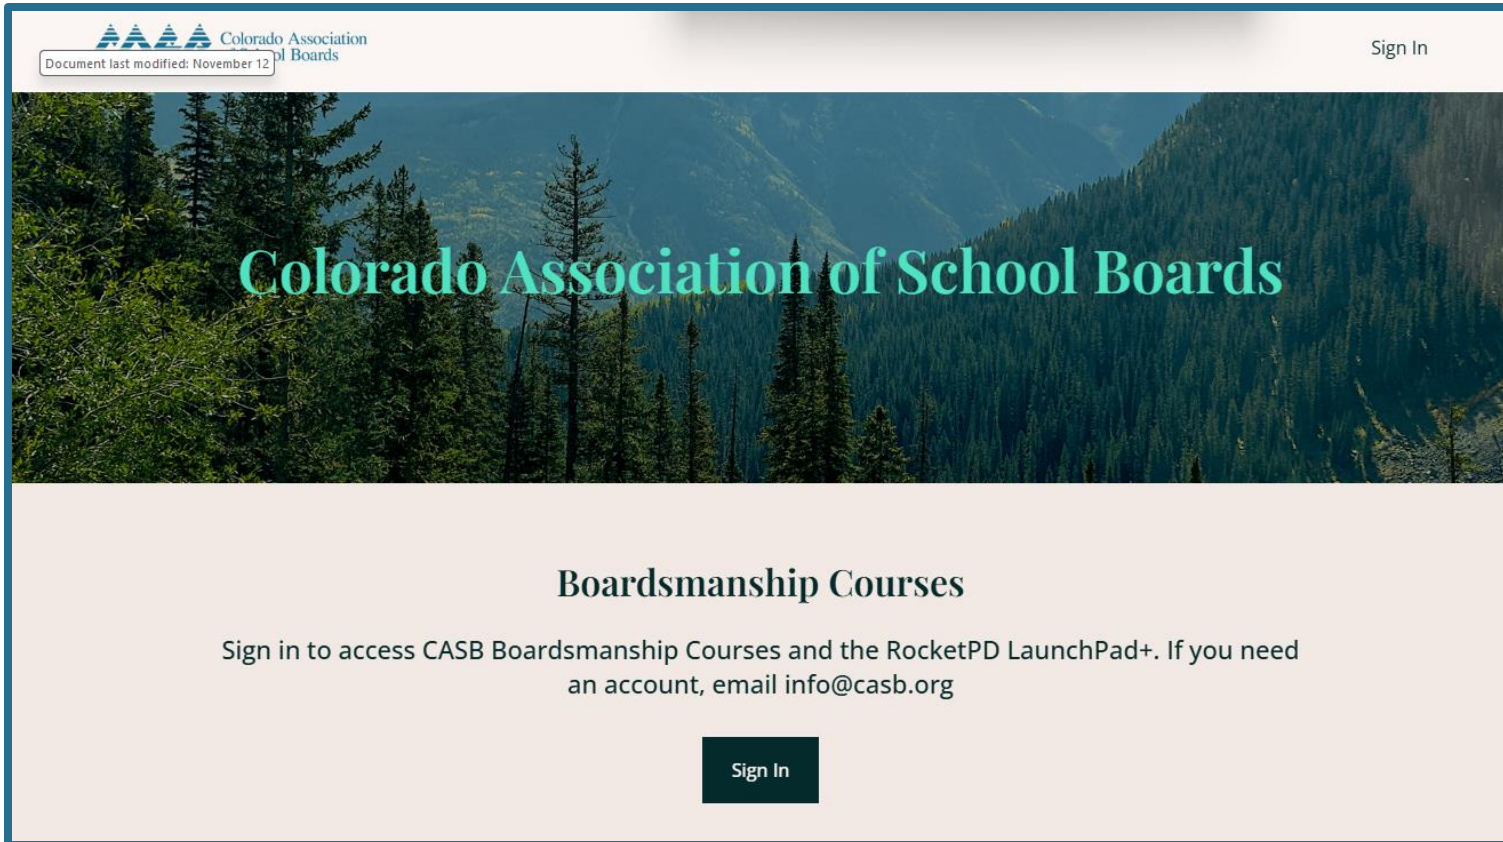 Colorado Association
ol Boards
Document last modified: November 12
Sign In
Colorado Association of School Boards
Boardsmanship Courses
Sign in to access CASB Boardsmanship Courses and the RocketPD LaunchPad+. If you need
an account, email info@casb.org
Sign In